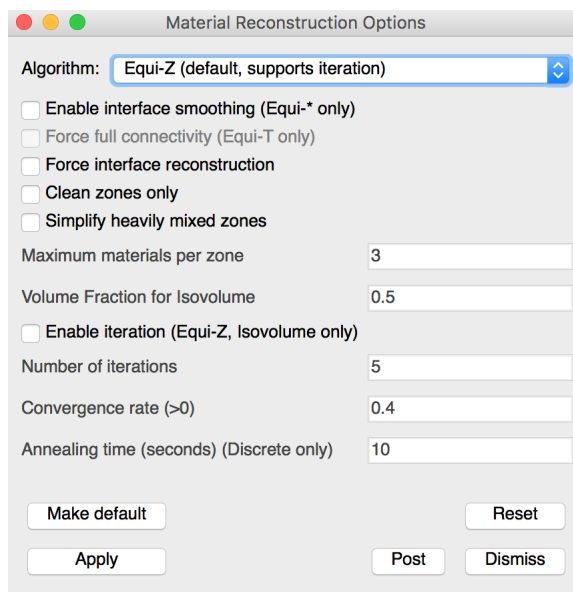 Material Reconstruction Options
Algorithm: Equi-Z (default, supports iteration)
Enable interface smoothing (Equi-* only)
Force full connectivity (Equi-T only)
Force interface reconstruction
Clean zones only
Simplify heavily mixed zones
Maximum materials per zone 3
Volume Fraction for Isovolume 0.5
Enable iteration (Equi-Z, Isovolume only)
Number of iterations 5
Convergence rate (>0) 0.4
Annealing time (seconds) (Discrete only) 10
Make default Reset
Apply Post Dismiss